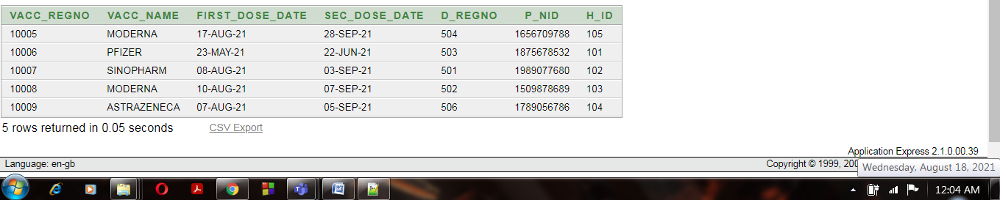 VACC_REGNO VACC_NAME FIRST_DOSE_DATE SEC_DOSE_DATE D_REGNO P_NID H_ID
10005 MODERNA 17-AUG-21 28-SEP-21 504 1656709788 105
10006 PFIZER 23-MAY-21 22-JUN-21 503 1875678532 101
10007 SINOPHARM 08-AUG-21 03-SEP-21 501 1989077680 102
10008 MODERNA 10-AUG-21 07-SEP-21 502 1509878689 103
10009 ASTRAZENECA 07-AUG-21 05-SEP-21 506 1789056786 104
5 rows returned in 0.05 seconds CSV Export
Application Express 2.1.0.00.39
Language: en-gb Copyright © 1999, 200
Wednesday, August 18, 2021
12:04 AM